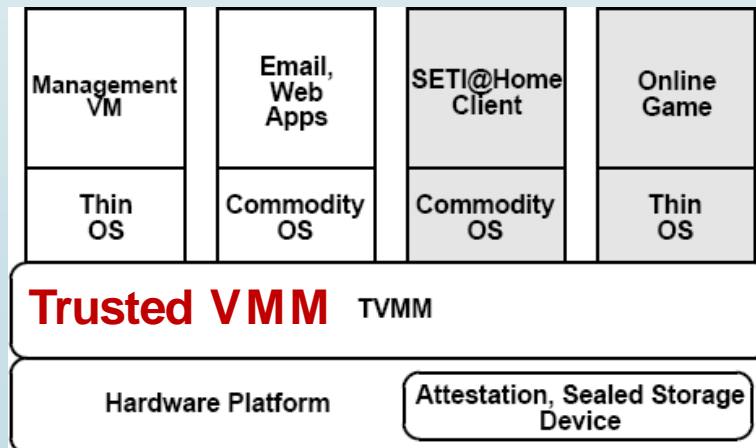 Management
VM
Email,
Web
Apps
SETI@Home
Client
Online
Game
Thin
OS
Commodity
OS
Commodity
OS
Thin
OS
Trusted VMM TVMM
Hardware Platform
Attestation, Sealed Storage
Device